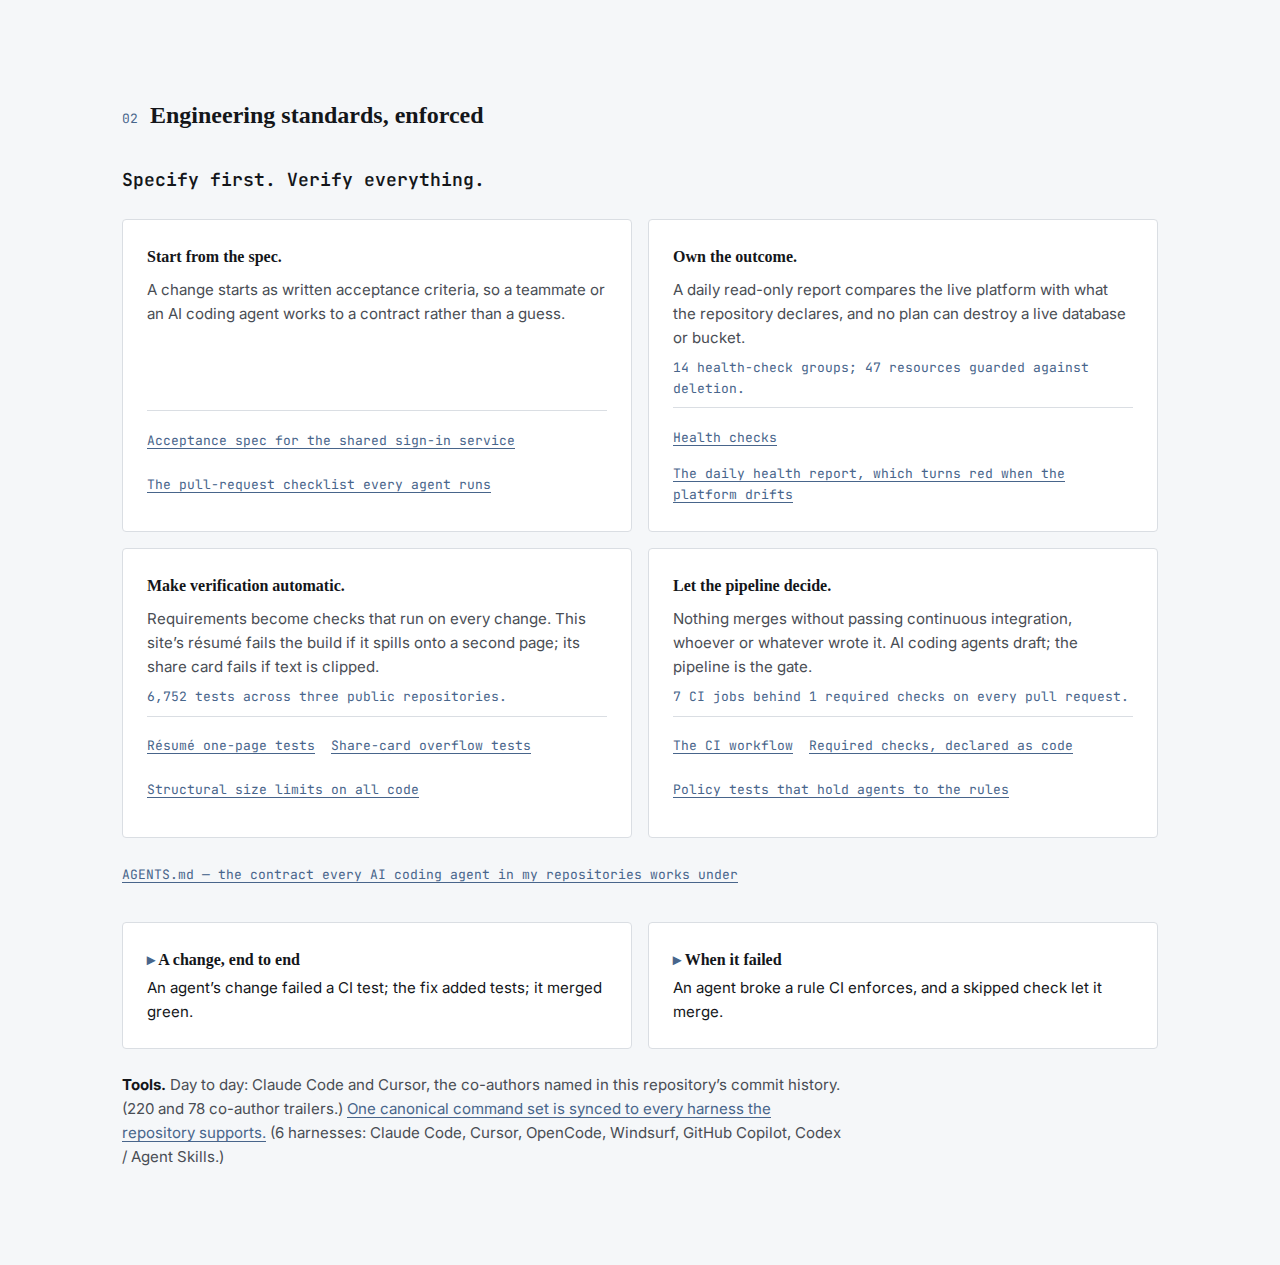 02 Engineering standards, enforced
Specify first. Verify everything.
Start from the spec.
A change starts as written acceptance criteria, so a teammate or
an AI coding agent works to a contract rather than a guess.
Acceptance spec for the shared sign-in service
The pull-request checklist every agent runs
Own the outcome.
A daily read-only report compares the live platform with what
the repository declares, and no plan can destroy a live database
or bucket.
14 health-check groups; 47 resources guarded against
deletion.
Health checks
The daily health report, which turns red when the
platform drifts
Make verification automatic.
Requirements become checks that run on every change. This
site’s résumé fails the build if it spills onto a second page; its
share card fails if text is clipped.
6,752 tests across three public repositories.
Résumé one-page tests Share-card overflow tests
Structural size limits on all code
Let the pipeline decide.
Nothing merges without passing continuous integration,
whoever or whatever wrote it. AI coding agents draft; the
pipeline is the gate.
7 CI jobs behind 1 required checks on every pull request.
The CI workflow Required checks, declared as code
Policy tests that hold agents to the rules
AGENTS.md — the contract every AI coding agent in my repositories works under
▸ A change, end to end
An agent’s change failed a CI test; the fix added tests; it merged
green.
▸ When it failed
An agent broke a rule CI enforces, and a skipped check let it
merge.
Tools. Day to day: Claude Code and Cursor, the co-authors named in this repository’s commit history.
(220 and 78 co-author trailers.) One canonical command set is synced to every harness the
repository supports. (6 harnesses: Claude Code, Cursor, OpenCode, Windsurf, GitHub Copilot, Codex
/ Agent Skills.)